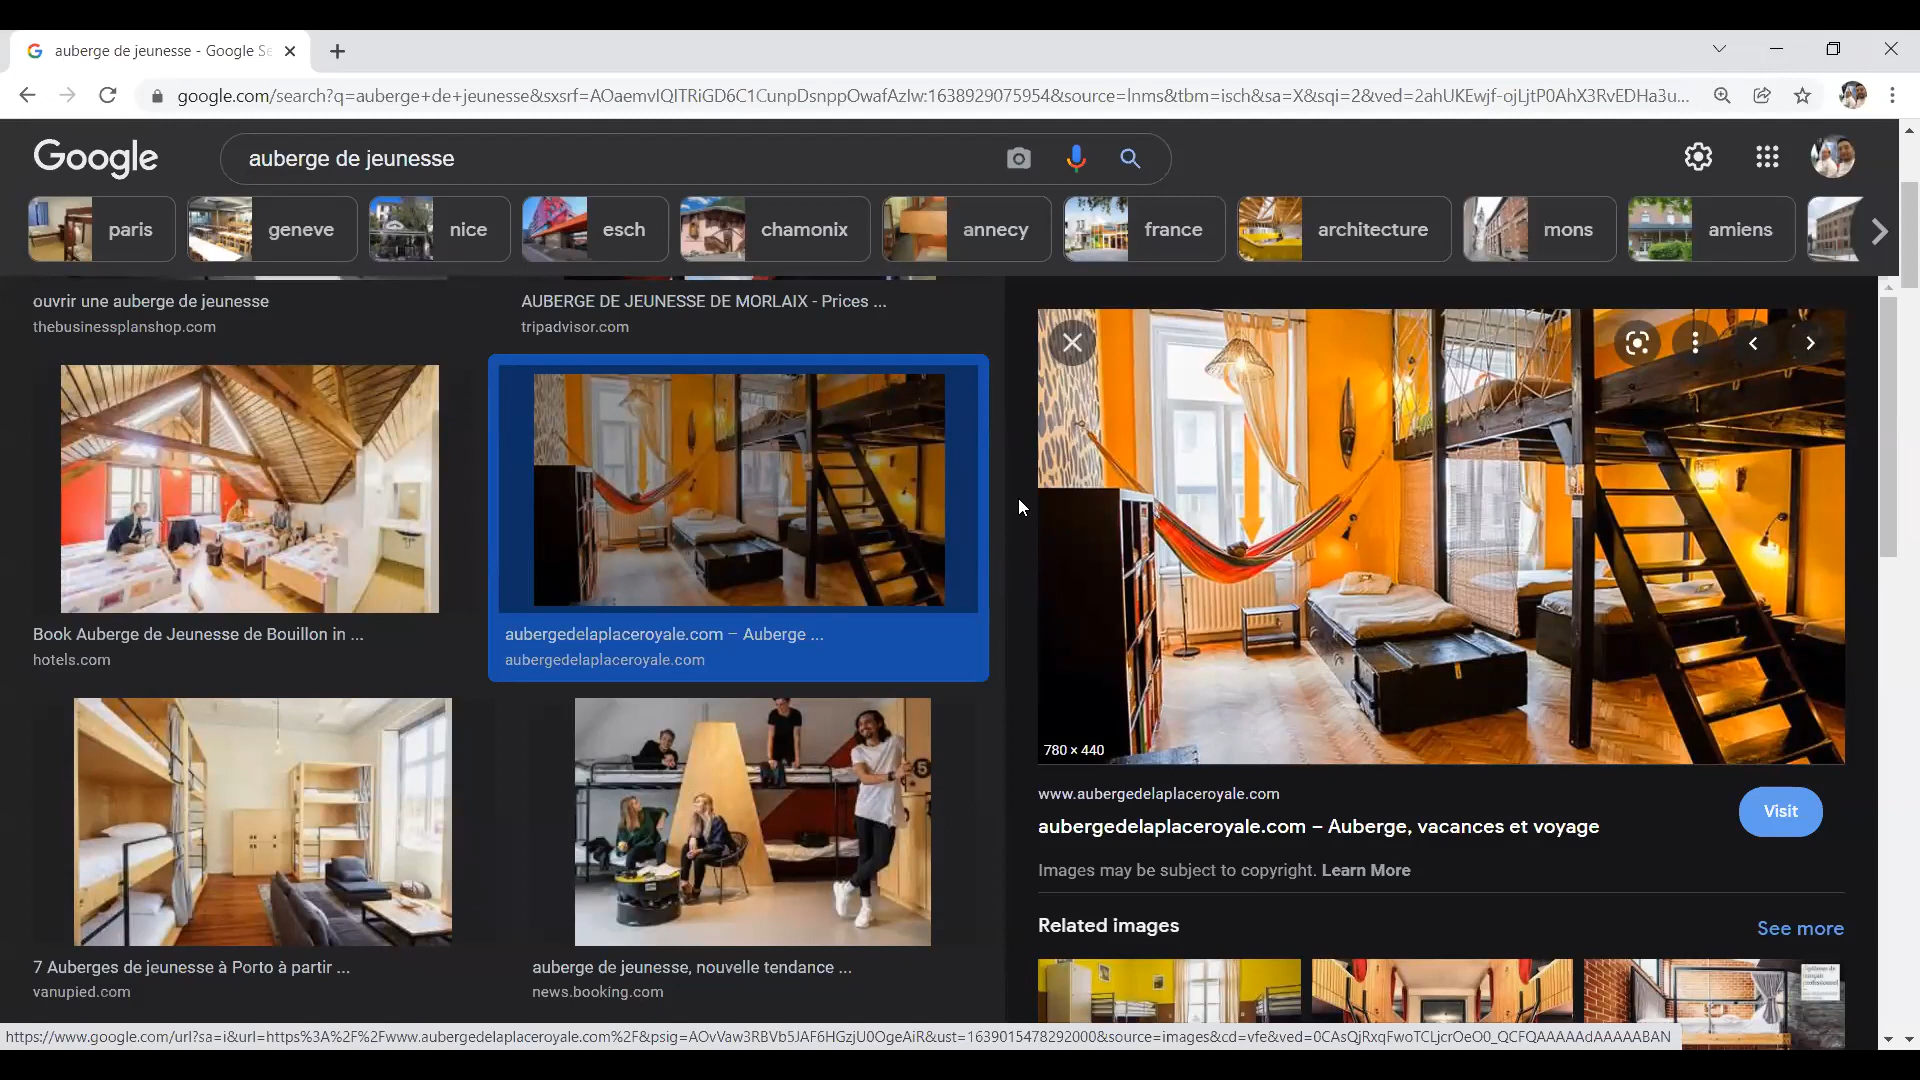 auberge de jeunesse - Google Se
google.com/search?q=auberge+de+jeunesse&sxsrf=AOaemvIQITRiGD6C1CunpDsnppOwafAzIw:1638929075954&source=lnms&tbm=isch&sa=X&sqi=2&ved=2ahUKEwjf-ojLjtP0AhX3RvEDHa3u...
Google
auberge de jeunesse
paris
geneve
nice
esch
chamonix
annecy
france
architecture
mons
amiens
ouvrir une auberge de jeunesse
thebusinessplanshop.com
AUBERGE DE JEUNESSE DE MORLAIX - Prices ...
tripadvisor.com
Book Auberge de Jeunesse de Bouillon in ...
hotels.com
aubergedelaplaceroyale.com – Auberge ...
aubergedelaplaceroyale.com
7 Auberges de jeunesse à Porto à partir ...
vanupied.com
auberge de jeunesse, nouvelle tendance ...
news.booking.com
780 × 440
www.aubergedelaplaceroyale.com
aubergedelaplaceroyale.com – Auberge, vacances et voyage
Visit
Images may be subject to copyright. Learn More
Related images
See more
https://www.google.com/url?sa=i&url=https%3A%2F%2Fwww.aubergedelaplaceroyale.com%2F&psig=AOvVaw3RBVb5JAF6HGzjU0OgeAiR&ust=1639015478292000&source=images&cd=vfe&ved=0CAsQjRxqFwoTCLjcrOeO0_QCFQAAAAAdAAAAABAN